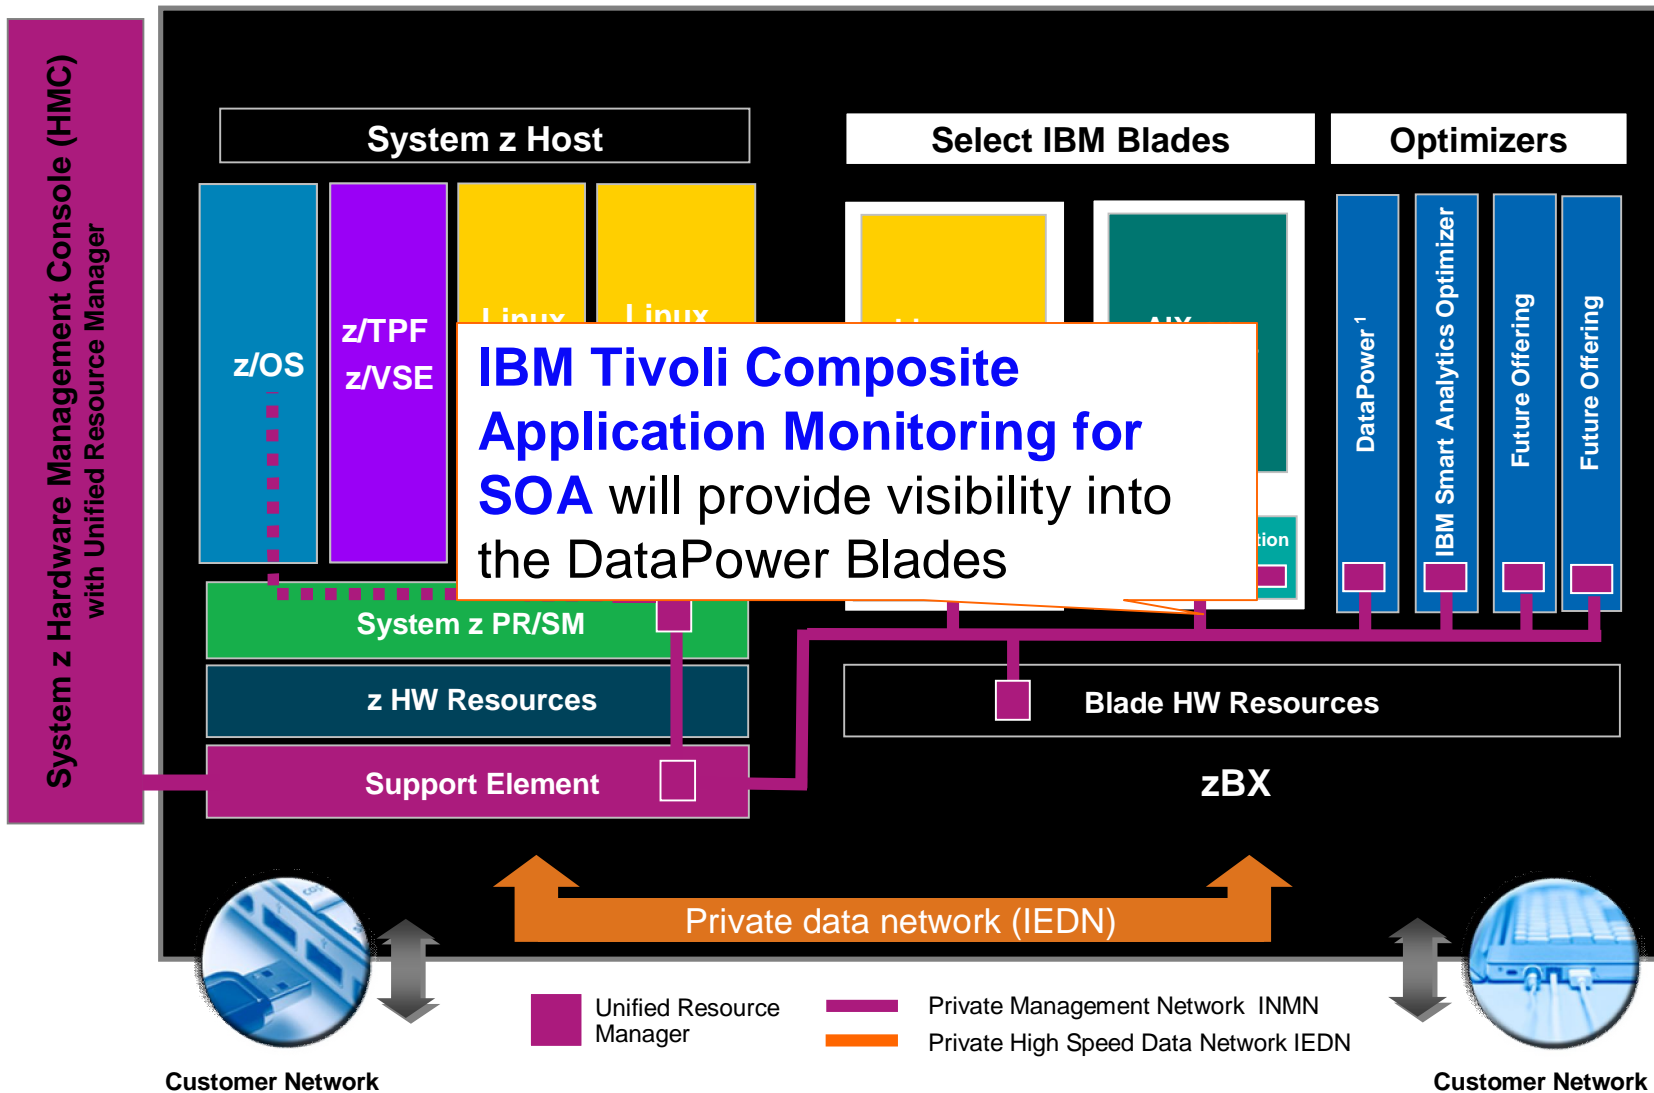 System z Hardware Management Console (HMC)
with Unified Resource Manager
System z Host
Select IBM Blades
Optimizers
z/OS
z/TPF
z/VSE
Linux
Linux
AIX
DataPower 1
IBM Smart Analytics Optimizer
Future Offering
Future Offering
IBM Tivoli Composite
Application Monitoring for
SOA will provide visibility into
the DataPower Blades
System z PR/SM
z HW Resources
Blade HW Resources
Support Element
zBX
Private data network (IEDN)
Unified Resource
Manager
Private Management Network INMN
Private High Speed Data Network IEDN
Customer Network
Customer Network